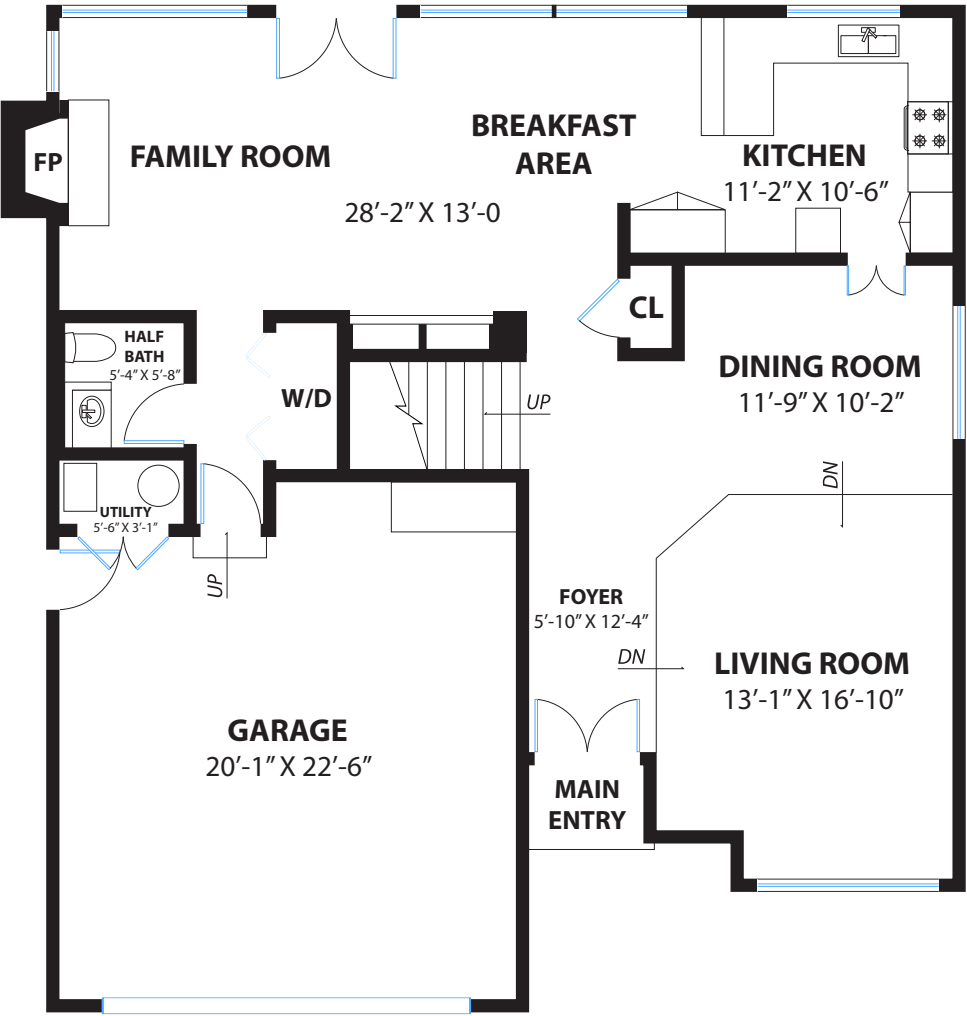 BREAKFAST
AREA
FP
FAMILY ROOM
KITCHEN
11’-2” X 10’-6”
28’-2” X 13’-0
CL
HALF
BATH
5’-4” X 5’-8”
W/D
UP
DINING ROOM
11’-9” X 10’-2”
DN
UTILITY
5’-6” X 3’-1”
UP
FOYER
5’-10” X 12’-4”
DN
LIVING ROOM
13’-1” X 16’-10”
GARAGE
20’-1” X 22’-6”
MAIN
ENTRY